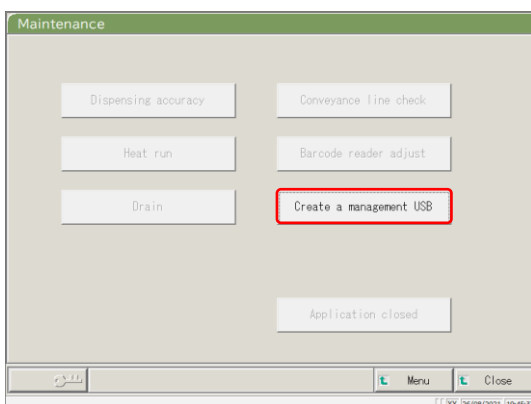 Maintenance
Dispensing accuracy
Conveyance line check
Heat run
Barcode reader adjust
Drain
Create a management USB
Application closed
Menu
Close